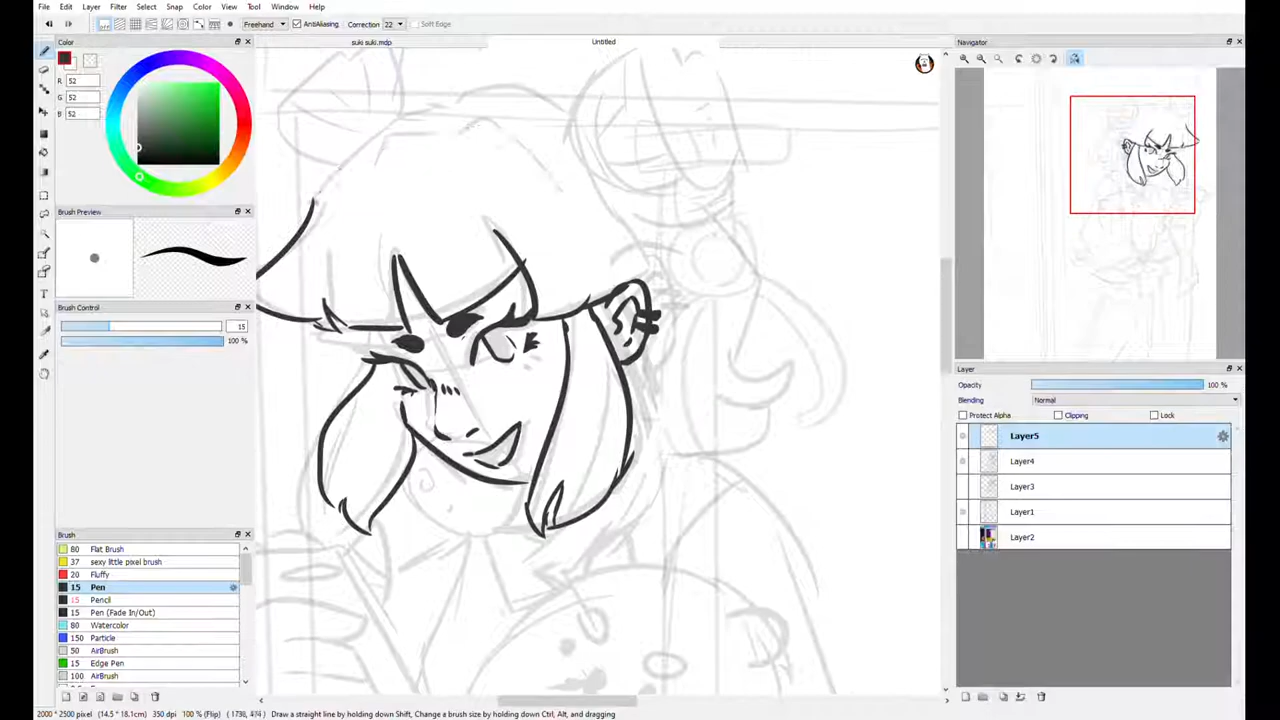 File Edit Layer Filter Select Snap Color View Tool Window Help
Freehand AntiAliasing Correction 22 Soft Edge
Color
R 52
G 52
B 52
Brush Preview
Brush Control
15
100 %
Brush
80 Flat Brush
37 sexy little pixel brush
20 Fluffy
15 Pen
15 Pencil
15 Pen (Fade In/Out)
80 Watercolor
150 Particle
50 AirBrush
15 Edge Pen
100 AirBrush
suki suki.mdp Untitled
Navigator
Layer
Opacity 100 %
Blending Normal
Protect Alpha Clipping Lock
Layer5
Layer4
Layer3
Layer1
Layer2
2000 * 2500 pixel (14.5 * 18.1cm) 350 dpi 100 % (Flip) ( 1738, 474 ) Draw a straight line by holding down Shift, Change a brush size by holding down Ctrl, Alt, and dragging